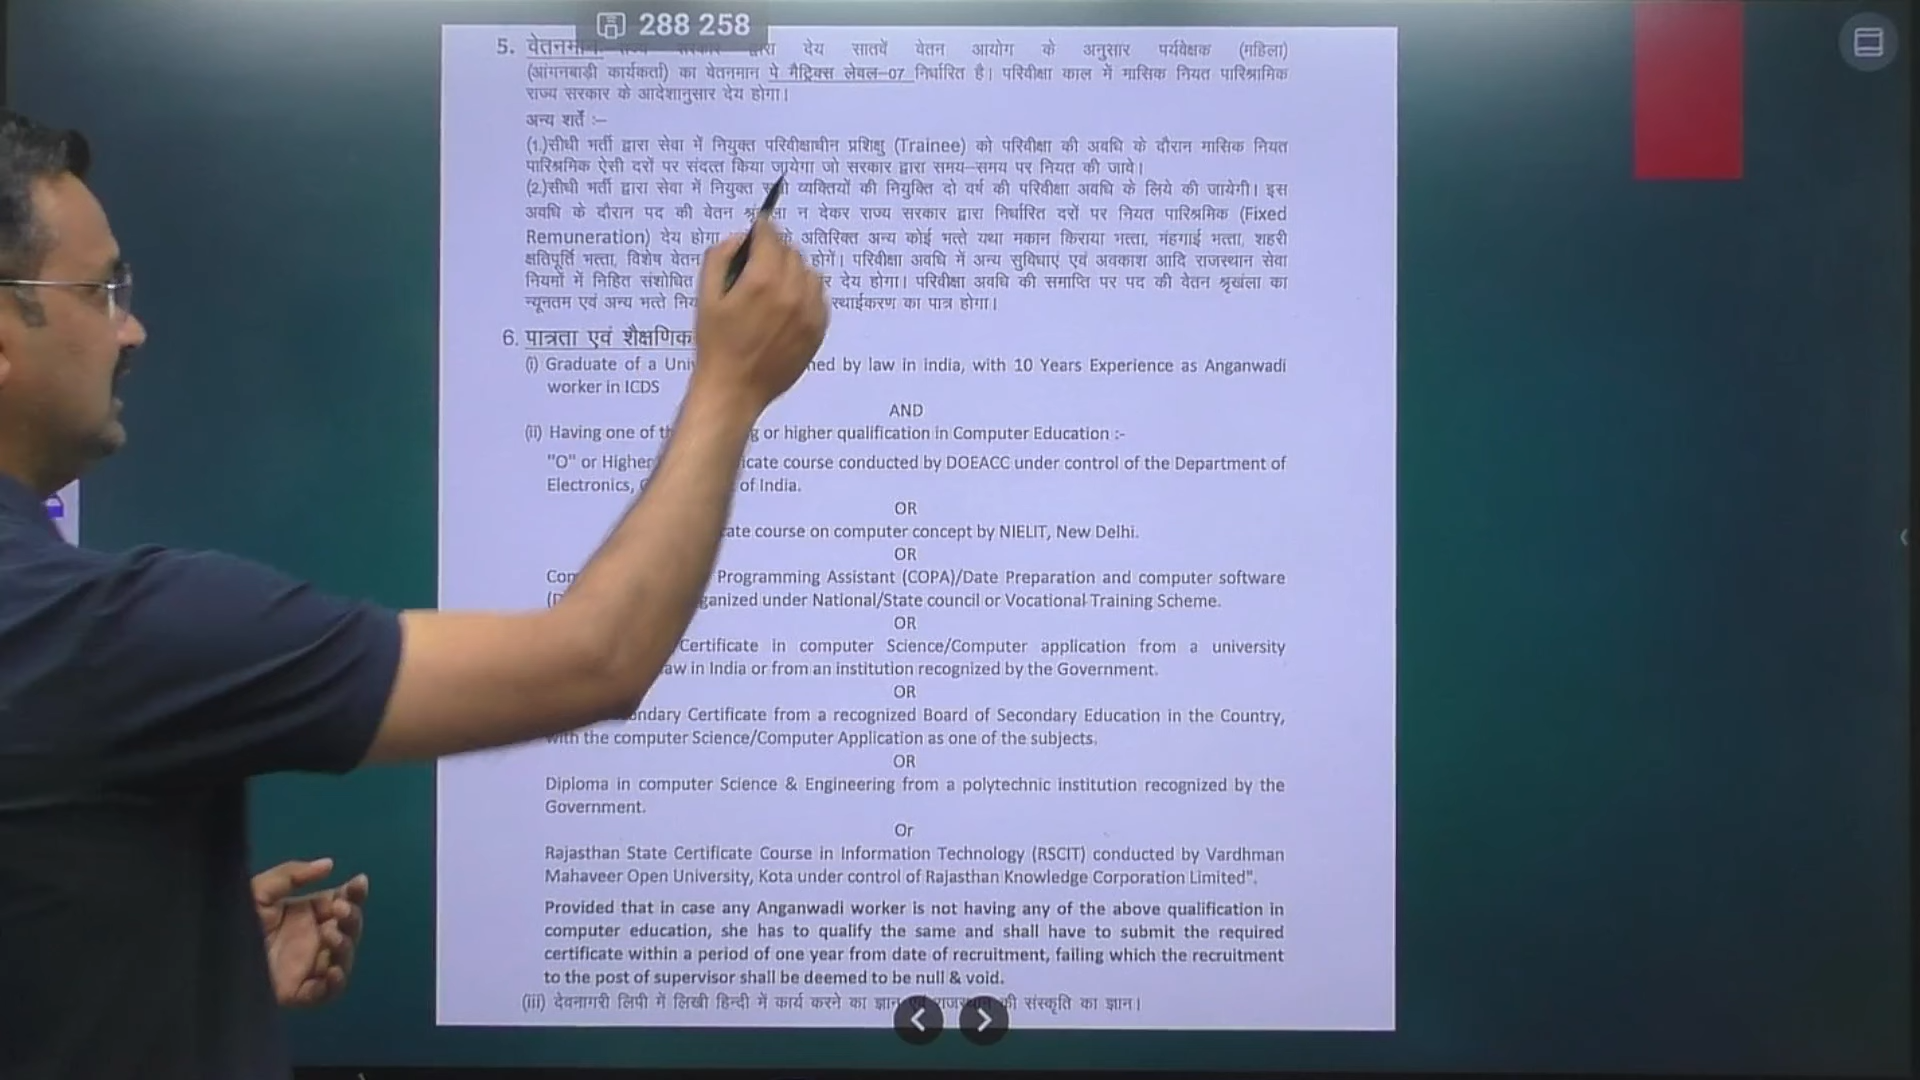 288 258
5. वेतनमान देय सातवें वेतन आयोग के अनुसार पर्यवेक्षक (महिला)
(आंगनबाड़ी कार्यकर्ता) का वेतनमान पे मैट्रिक्स लेवल–07 निर्धारित है। परिवीक्षा काल में मासिक नियत पारिश्रामिक
राज्य सरकार के आदेशानुसार देय होगा।
अन्य शर्तें :–
(1.)सीधी भर्ती द्वारा सेवा में नियुक्त परिवीक्षाधीन प्रशिक्षु (Trainee) को परिवीक्षा की अवधि के दौरान मासिक नियत
पारिश्रमिक ऐसी दरों पर संदत्त किया जायेगा जो सरकार द्वारा समय–समय पर नियत की जावे।
(2.)सीधी भर्ती द्वारा सेवा में नियुक्त व्यक्तियों की नियुक्ति दो वर्ष की परिवीक्षा अवधि के लिये की जायेगी। इस
अवधि के दौरान पद की वेतन न देकर राज्य सरकार द्वारा निर्धारित दरों पर नियत पारिश्रमिक (Fixed
Remuneration) देय होगा के अतिरिक्त अन्य कोई भत्ते यथा मकान किराया भत्ता, मंहगाई भत्ता, शहरी
क्षतिपूर्ति भत्ता, विशेष वेतन होगें। परिवीक्षा अवधि में अन्य सुविधाएं एवं अवकाश आदि राजस्थान सेवा
नियमों में निहित संशोधित देय होगा। परिवीक्षा अवधि की समाप्ति पर पद की वेतन श्रृखंला का
न्यूनतम एवं अन्य भत्ते स्थाईकरण का पात्र होगा।
6. पात्रता एवं शैक्षणिक
(i) Graduate of a by law in india, with 10 Years Experience as Anganwadi
worker in ICDS
AND
(ii) Having one of or higher qualification in Computer Education :-
"O" or Higher course conducted by DOEACC under control of the Department of
Electronics, of India.
OR
course on computer concept by NIELIT, New Delhi.
OR
Programming Assistant (COPA)/Date Preparation and computer software
under National/State council or Vocational Training Scheme.
OR
Certificate in computer Science/Computer application from a university
in India or from an institution recognized by the Government.
OR
Certificate from a recognized Board of Secondary Education in the Country,
with the computer Science/Computer Application as one of the subjects.
OR
Diploma in computer Science & Engineering from a polytechnic institution recognized by the
Government.
Or
Rajasthan State Certificate Course in Information Technology (RSCIT) conducted by Vardhman
Mahaveer Open University, Kota under control of Rajasthan Knowledge Corporation Limited".
Provided that in case any Anganwadi worker is not having any of the above qualification in
computer education, she has to qualify the same and shall have to submit the required
certificate within a period of one year from date of recruitment, failing which the recruitment
to the post of supervisor shall be deemed to be null & void.
(iii) देवनागरी लिपी में लिखी हिन्दी में कार्य करने का ज्ञान की संस्कृति का ज्ञान।